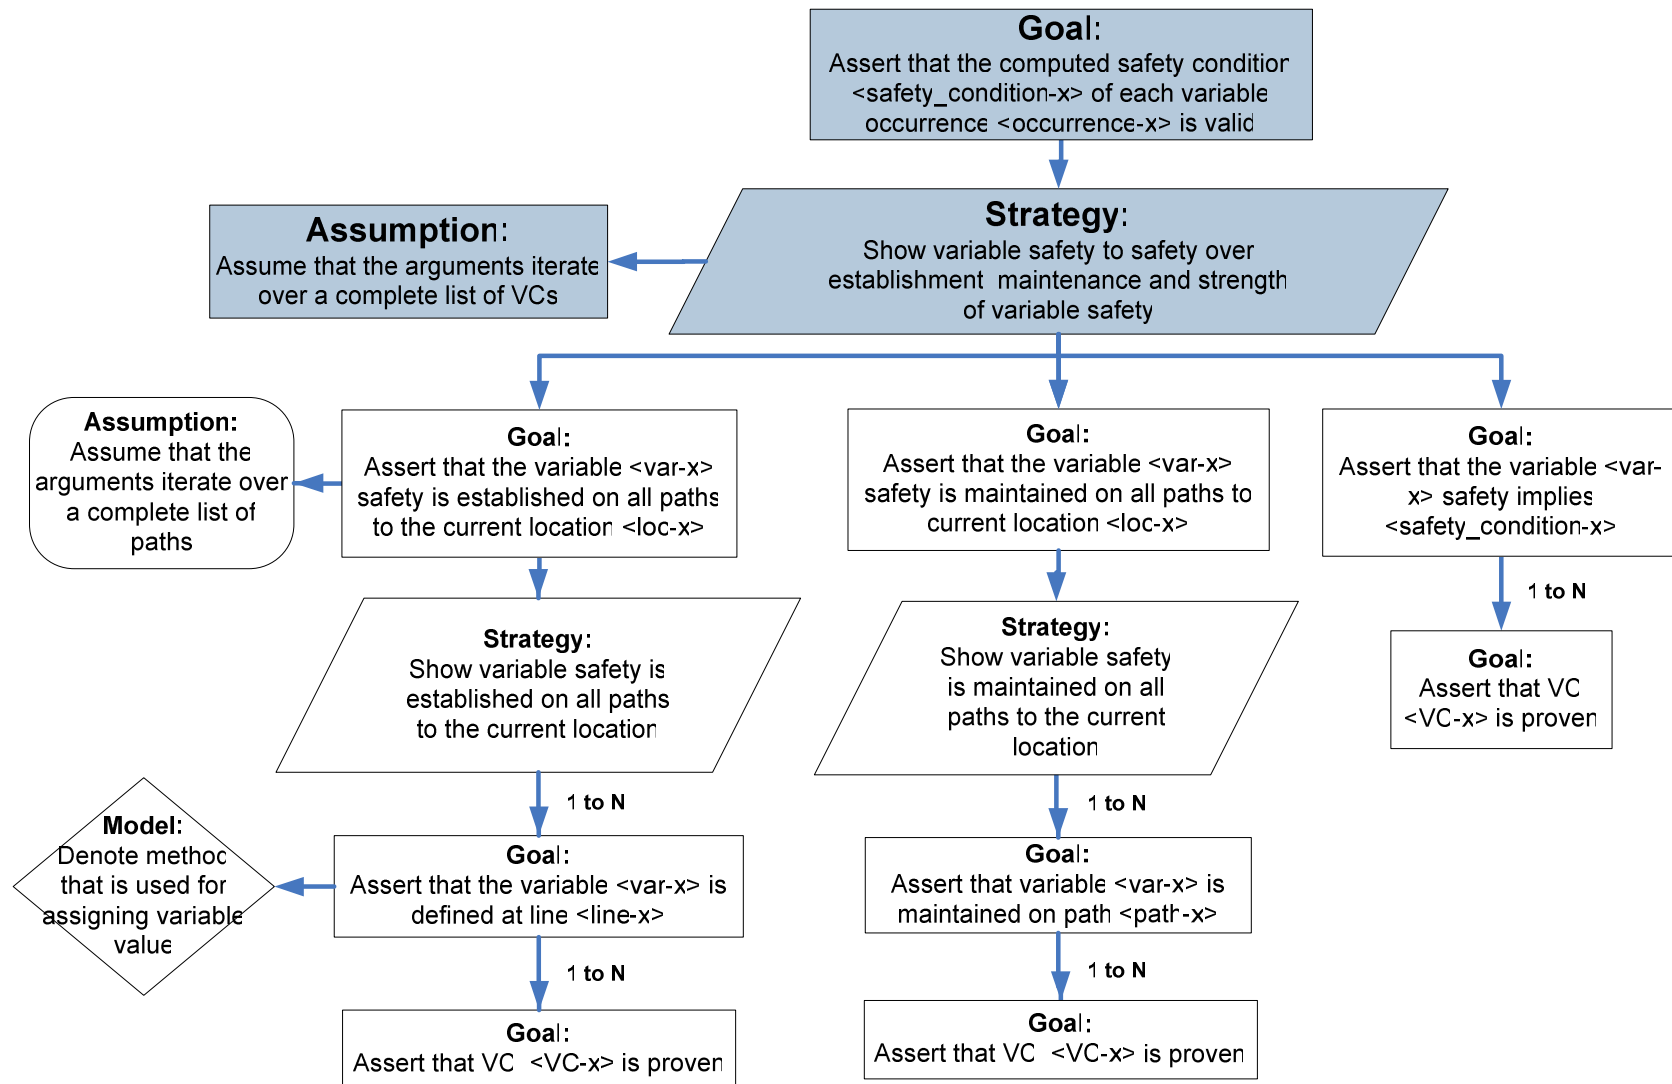 Goal:
Assert that the computed safety condition
<safety_condition-x> of each variable
occurrence <occurrence-x> is valid
Assumption:
Assume that the arguments iterate
over a complete list of VCs
Strategy:
Show variable safety to safety over
establishment maintenance and strength
of variable safety
Assumption:
Assume that the
arguments iterate over
a complete list of
paths
Goal:
Assert that the variable <var-x>
safety is established on all paths
to the current location <loc-x>
Goal:
Assert that the variable <var-x>
safety is maintained on all paths to
current location <loc-x>
Goal:
Assert that the variable <var-
x> safety implies
<safety_condition-x>
1 to N
Strategy:
Show variable safety is
established on all paths
to the current location
Strategy:
Show variable safety
is maintained on all
paths to the current
location
Goal:
Assert that VC
<VC-x> is proven
1 to N
1 to N
Model:
Denote method
that is used for
assigning variable
value
Goal:
Assert that the variable <var-x> is
defined at line <line-x>
Goal:
Assert that variable <var-x> is
maintained on path <path-x>
1 to N
1 to N
Goal:
Assert that VC <VC-x> is proven
Goal:
Assert that VC <VC-x> is proven